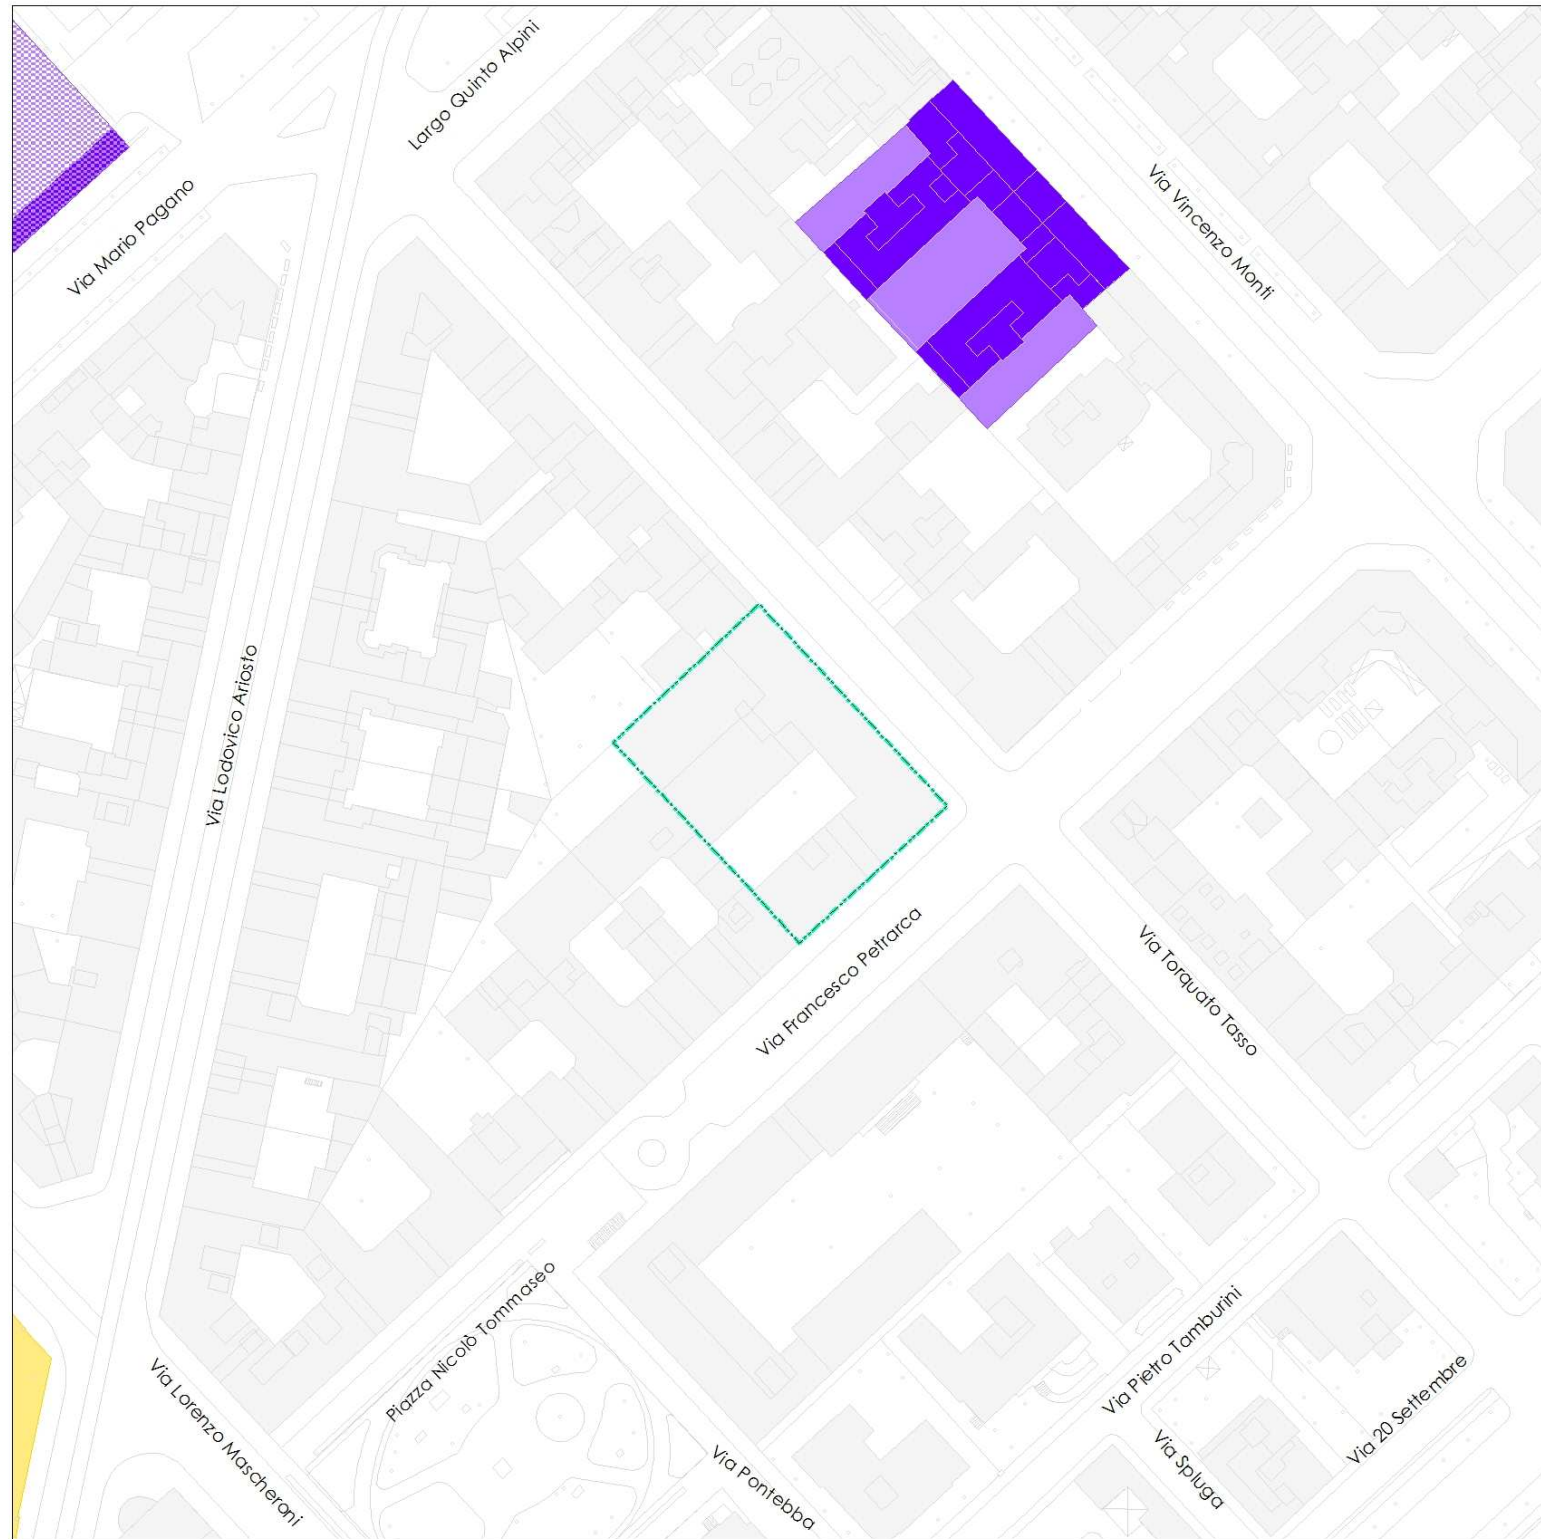 Largo Quinto Alpini
Via Mario Pagano
Via Vincenzo Monti
Via Lodovico Ariosto
Via Francesco Petrarca
Via Torquato Tasso
Piazza Nicolò Tommaseo
Via Pietro Tamburini
Via Lorenzo Mascheroni
Via 20 Settembre
Via Spluga
Via Pontebba